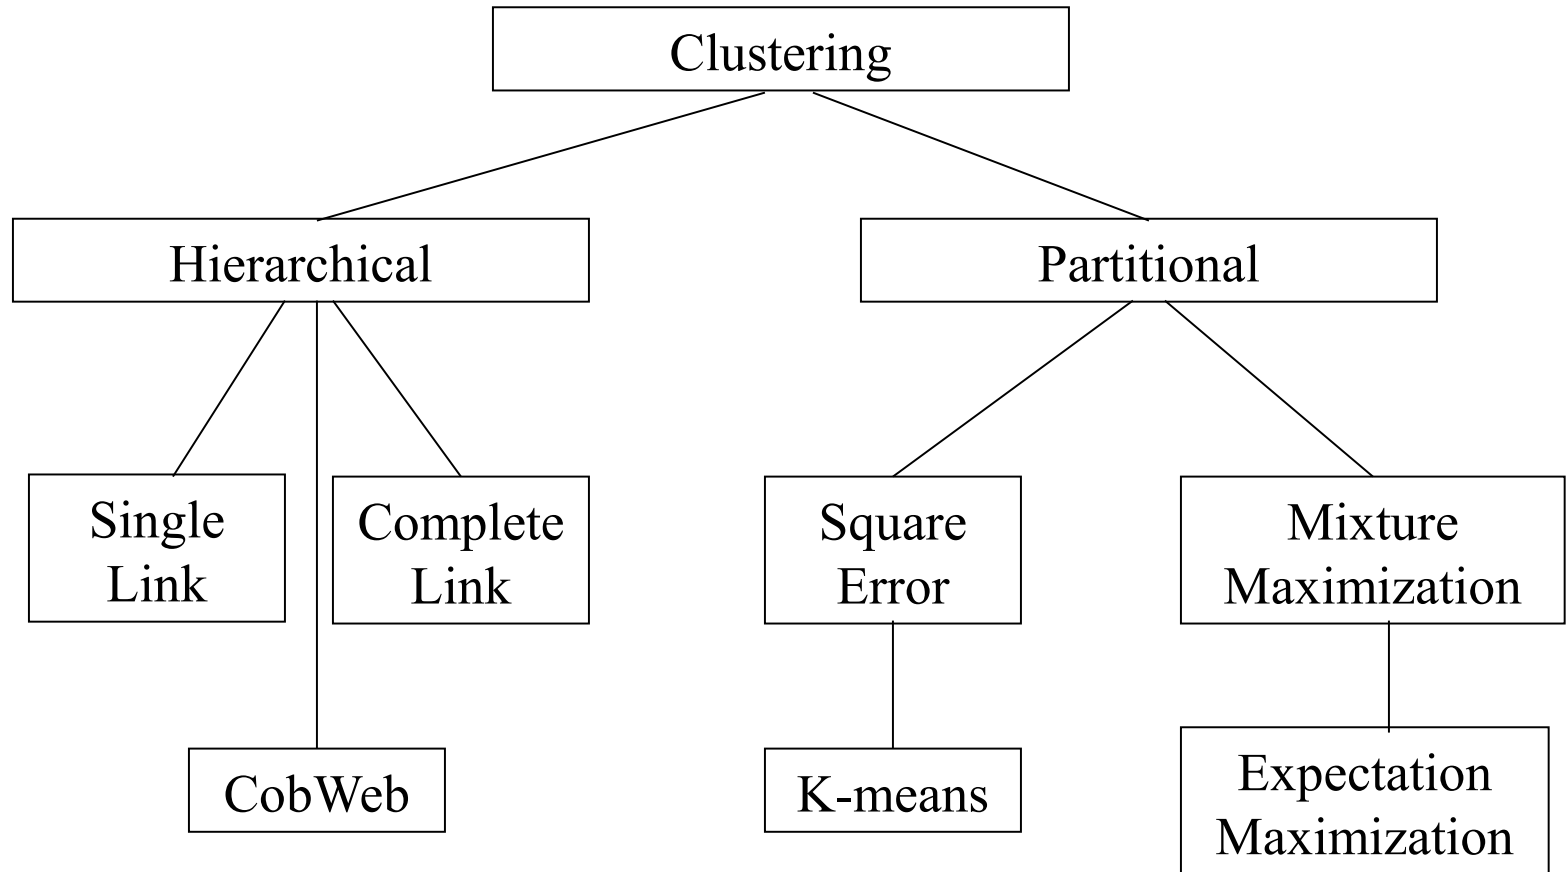 Clustering
Hierarchical
Partitional
Single
Link
Complete
Link
Square
Error
Mixture
Maximization
CobWeb
K-means
Expectation
Maximization